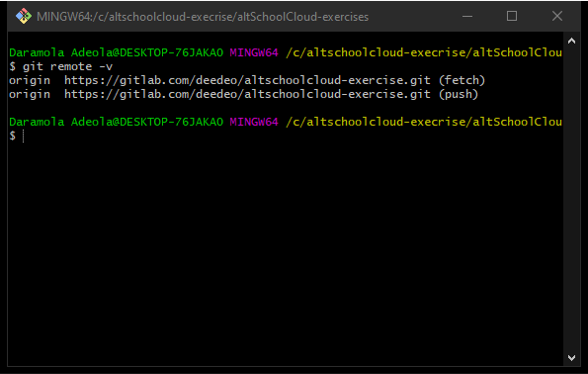 MINGW64:/c/altschoolcloud-execrise/altSchoolCloud-exercises
Daramola Adeola@DESKTOP-76JAKAO MINGW64 /c/altschoolcloud-execrise/altSchoolClou
$ git remote -v
origin  https://gitlab.com/deedeo/altschoolcloud-exercise.git (fetch)
origin  https://gitlab.com/deedeo/altschoolcloud-exercise.git (push)
Daramola Adeola@DESKTOP-76JAKAO MINGW64 /c/altschoolcloud-execrise/altSchoolClou
$